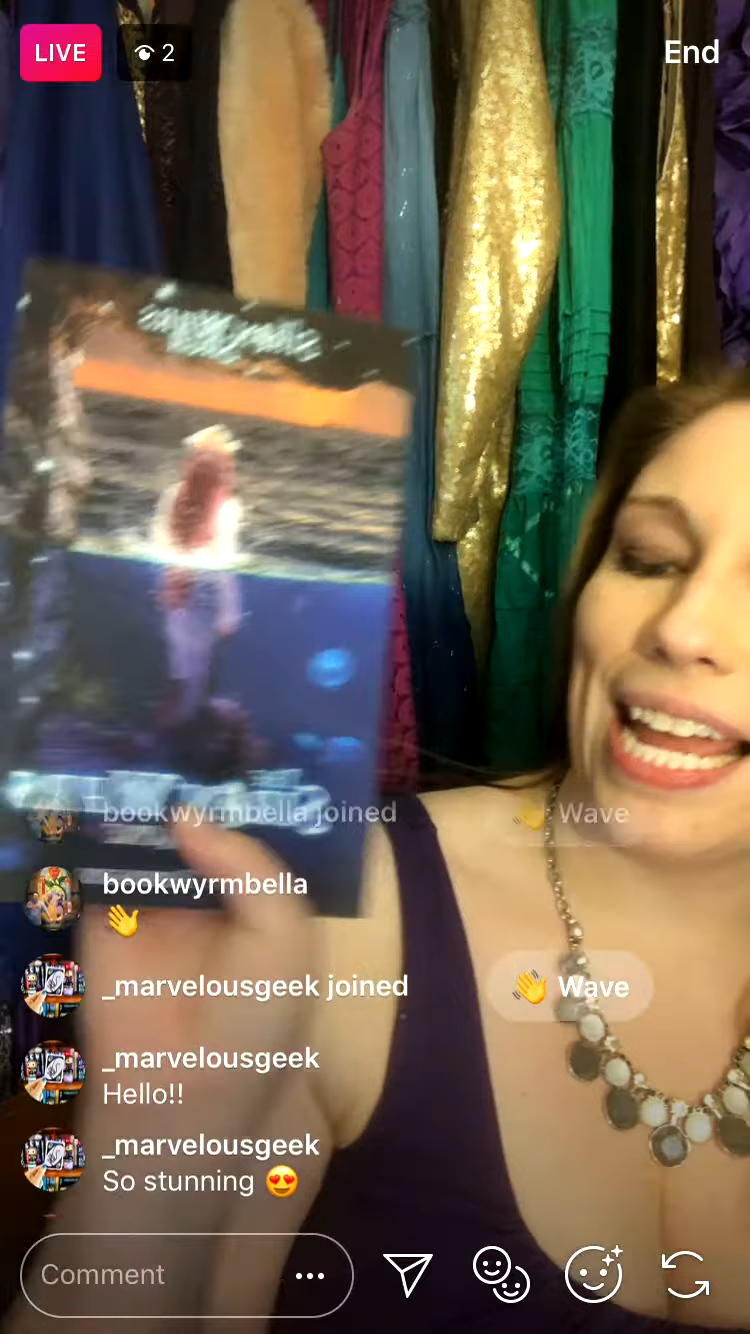 LIVE
2
End
bookwyrmbella joined
Wave
bookwyrmbella
👋
_marvelousgeek joined
👋 Wave
_marvelousgeek
Hello!!
_marvelousgeek
So stunning 😍
Comment